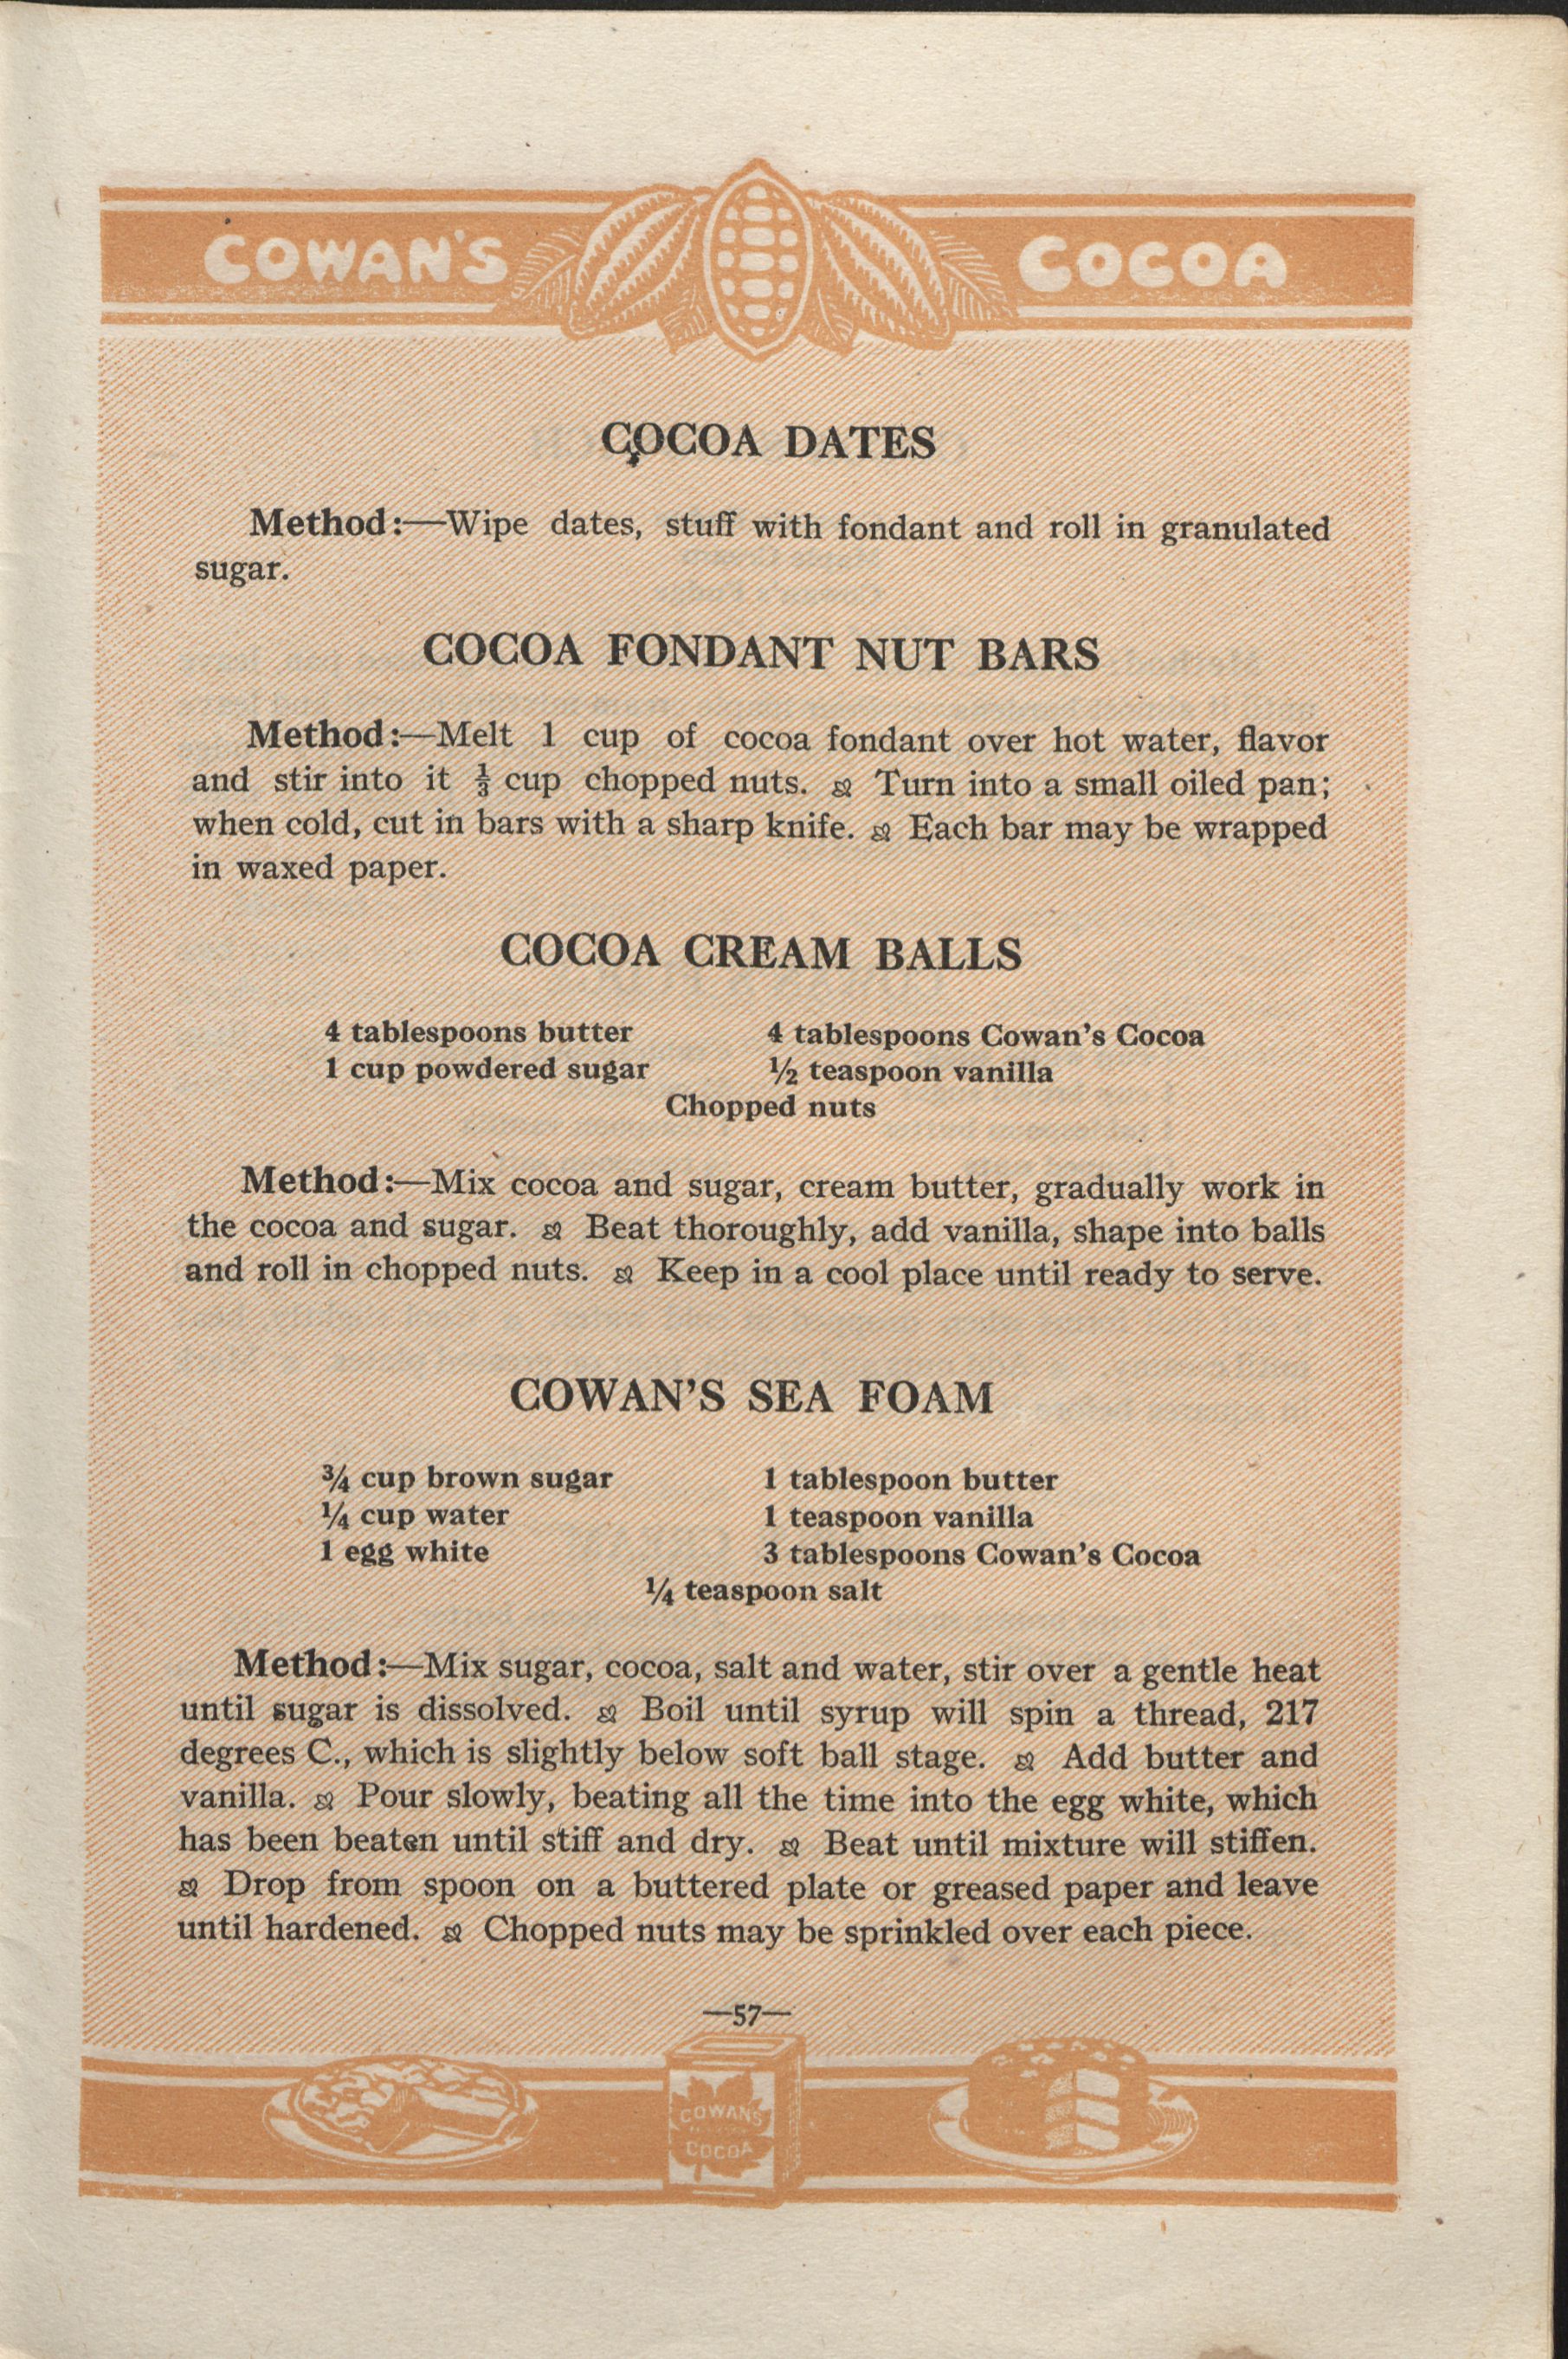 COWAN'S COCOA
COCOA DATES
Method:—Wipe dates, stuff with fondant and roll in granulated
sugar.
COCOA FONDANT NUT BARS
Method:—Melt 1 cup of cocoa fondant over hot water, flavor
and stir into it ⅓ cup chopped nuts. Turn into a small oiled pan;
when cold, cut in bars with a sharp knife. Each bar may be wrapped
in waxed paper.
COCOA CREAM BALLS
4 tablespoons butter 4 tablespoons Cowan's Cocoa
1 cup powdered sugar ½ teaspoon vanilla
Chopped nuts
Method:—Mix cocoa and sugar, cream butter, gradually work in
the cocoa and sugar. Beat thoroughly, add vanilla, shape into balls
and roll in chopped nuts. Keep in a cool place until ready to serve.
COWAN'S SEA FOAM
¾ cup brown sugar 1 tablespoon butter
¼ cup water 1 teaspoon vanilla
1 egg white 3 tablespoons Cowan's Cocoa
¼ teaspoon salt
Method:—Mix sugar, cocoa, salt and water, stir over a gentle heat
until sugar is dissolved. Boil until syrup will spin a thread, 217
degrees C., which is slightly below soft ball stage. Add butter and
vanilla. Pour slowly, beating all the time into the egg white, which
has been beaten until stiff and dry. Beat until mixture will stiffen.
Drop from spoon on a buttered plate or greased paper and leave
until hardened. Chopped nuts may be sprinkled over each piece.
—57—
COWANS
COCOA